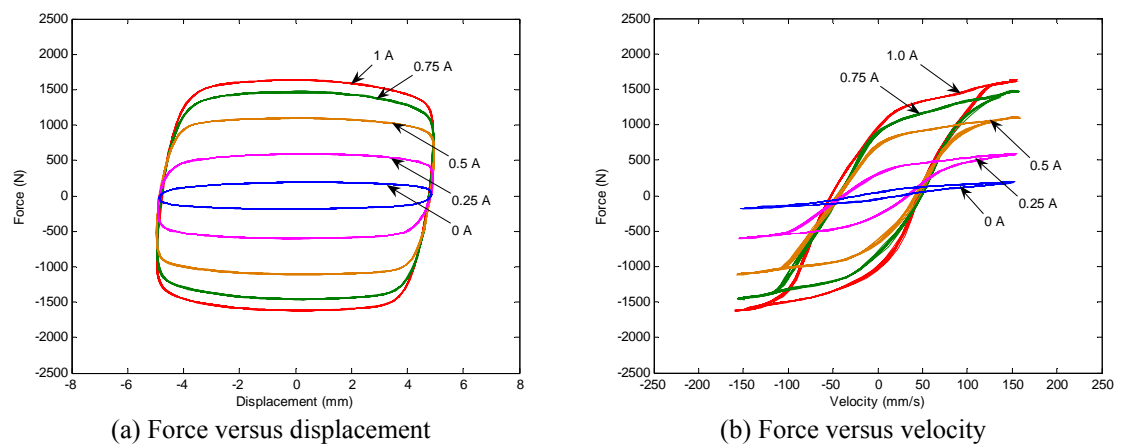 2500
2000
1500
1000
500
0
-500
-1000
-1500
-2000
-2500
Force (N)
1 A
0.75 A
0.5 A
0.25 A
0 A
-8
-6
-4
-2
0
2
4
6
8
Displacement (mm)
(a) Force versus displacement
2500
2000
1500
1000
500
0
-500
-1000
-1500
-2000
-2500
Force (N)
1.0 A
0.75 A
0.5 A
0.25 A
0 A
-250
-200
-150
-100
-50
0
50
100
150
200
250
Velocity (mm/s)
(b) Force versus velocity